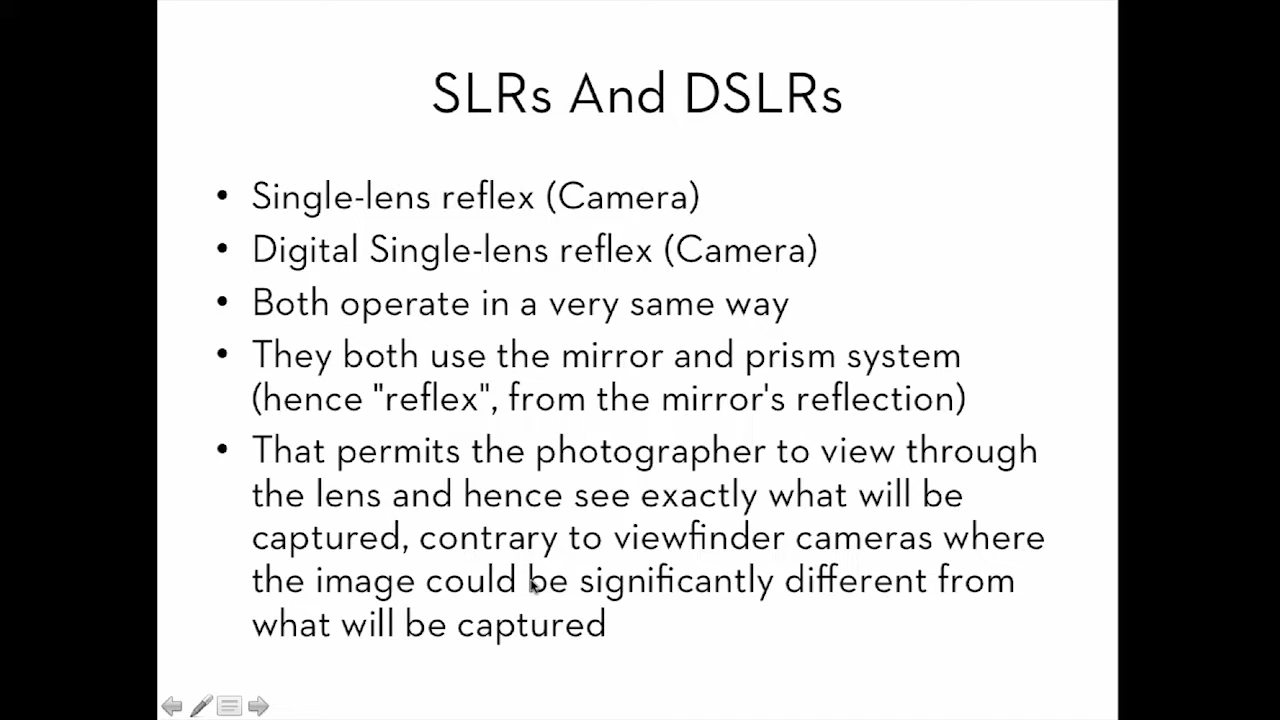 SLRs And DSLRs
• Single-lens reflex (Camera)
• Digital Single-lens reflex (Camera)
• Both operate in a very same way
• They both use the mirror and prism system
(hence "reflex", from the mirror's reflection)
• That permits the photographer to view through
the lens and hence see exactly what will be
captured, contrary to viewfinder cameras where
the image could be significantly different from
what will be captured